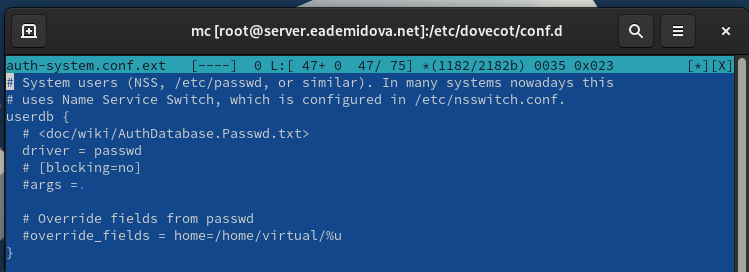 mc [root@server.eademidova.net]:/etc/dovecot/conf.d
auth-system.conf.ext   [----]  0 L:[ 47+ 0  47/ 75] *(1182/2182b) 0035 0x023   [*][X]
# System users (NSS, /etc/passwd, or similar). In many systems nowadays this
# uses Name Service Switch, which is configured in /etc/nsswitch.conf.
userdb {
  # <doc/wiki/AuthDatabase.Passwd.txt>
  driver = passwd
  # [blocking=no]
  #args =.

  # Override fields from passwd
  #override_fields = home=/home/virtual/%u
}